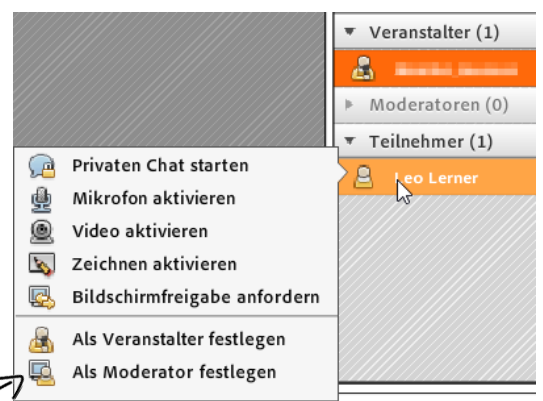 Veranstalter (1)
Moderatoren (0)
Teilnehmer (1)
Leo Lerner
Privaten Chat starten
Mikrofon aktivieren
Video aktivieren
Zeichnen aktivieren
Bildschirmfreigabe anfordern
Als Veranstalter festlegen
Als Moderator festlegen